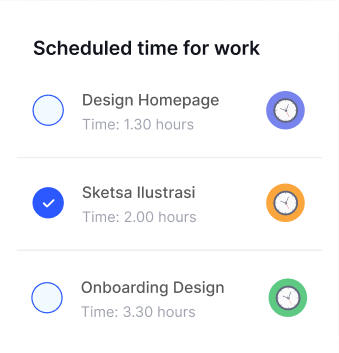 Scheduled time for work
Design Homepage
Time: 1.30 hours
Sketsa Ilustrasi
Time: 2.00 hours
Onboarding Design
Time: 3.30 hours